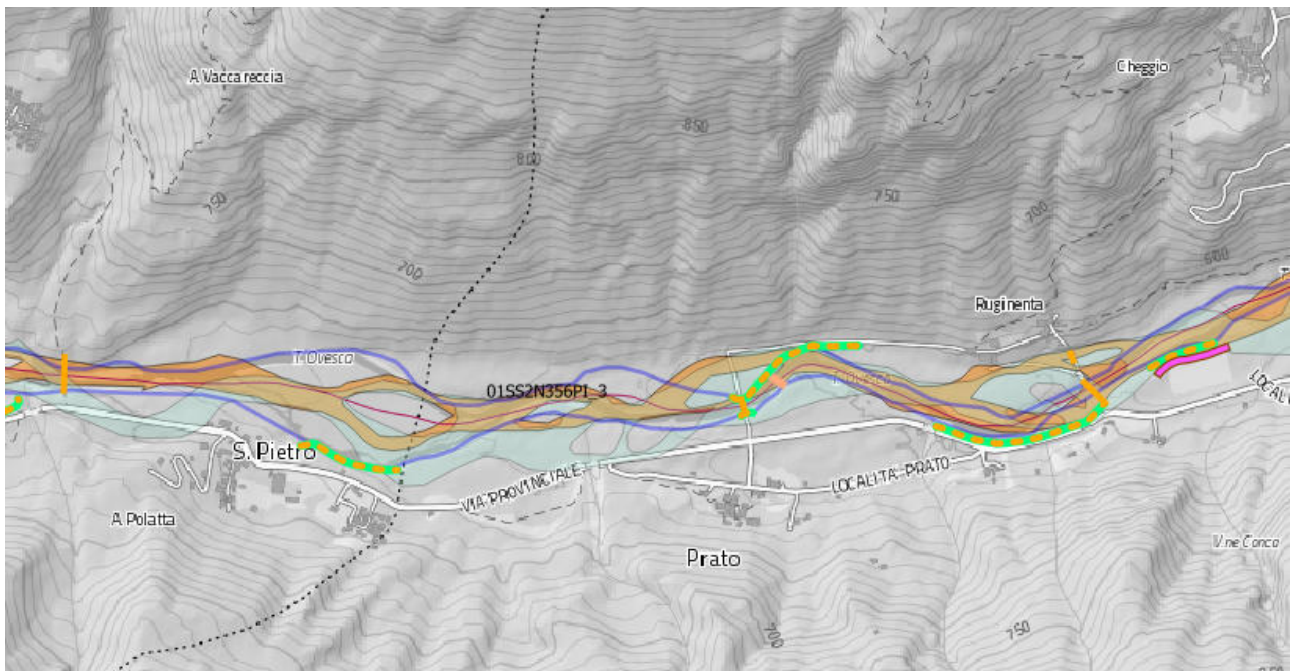 A. Vaccareccia
Cheggio
850
800
750
750
700
700
600
Ruginenta
T. Ovesca
01SS2N356PI_3
S. Pietro
LOCALITÀ PRATO
VIA PROVINCIALE
A. Polatta
Prato
V.ne Conca
700
750